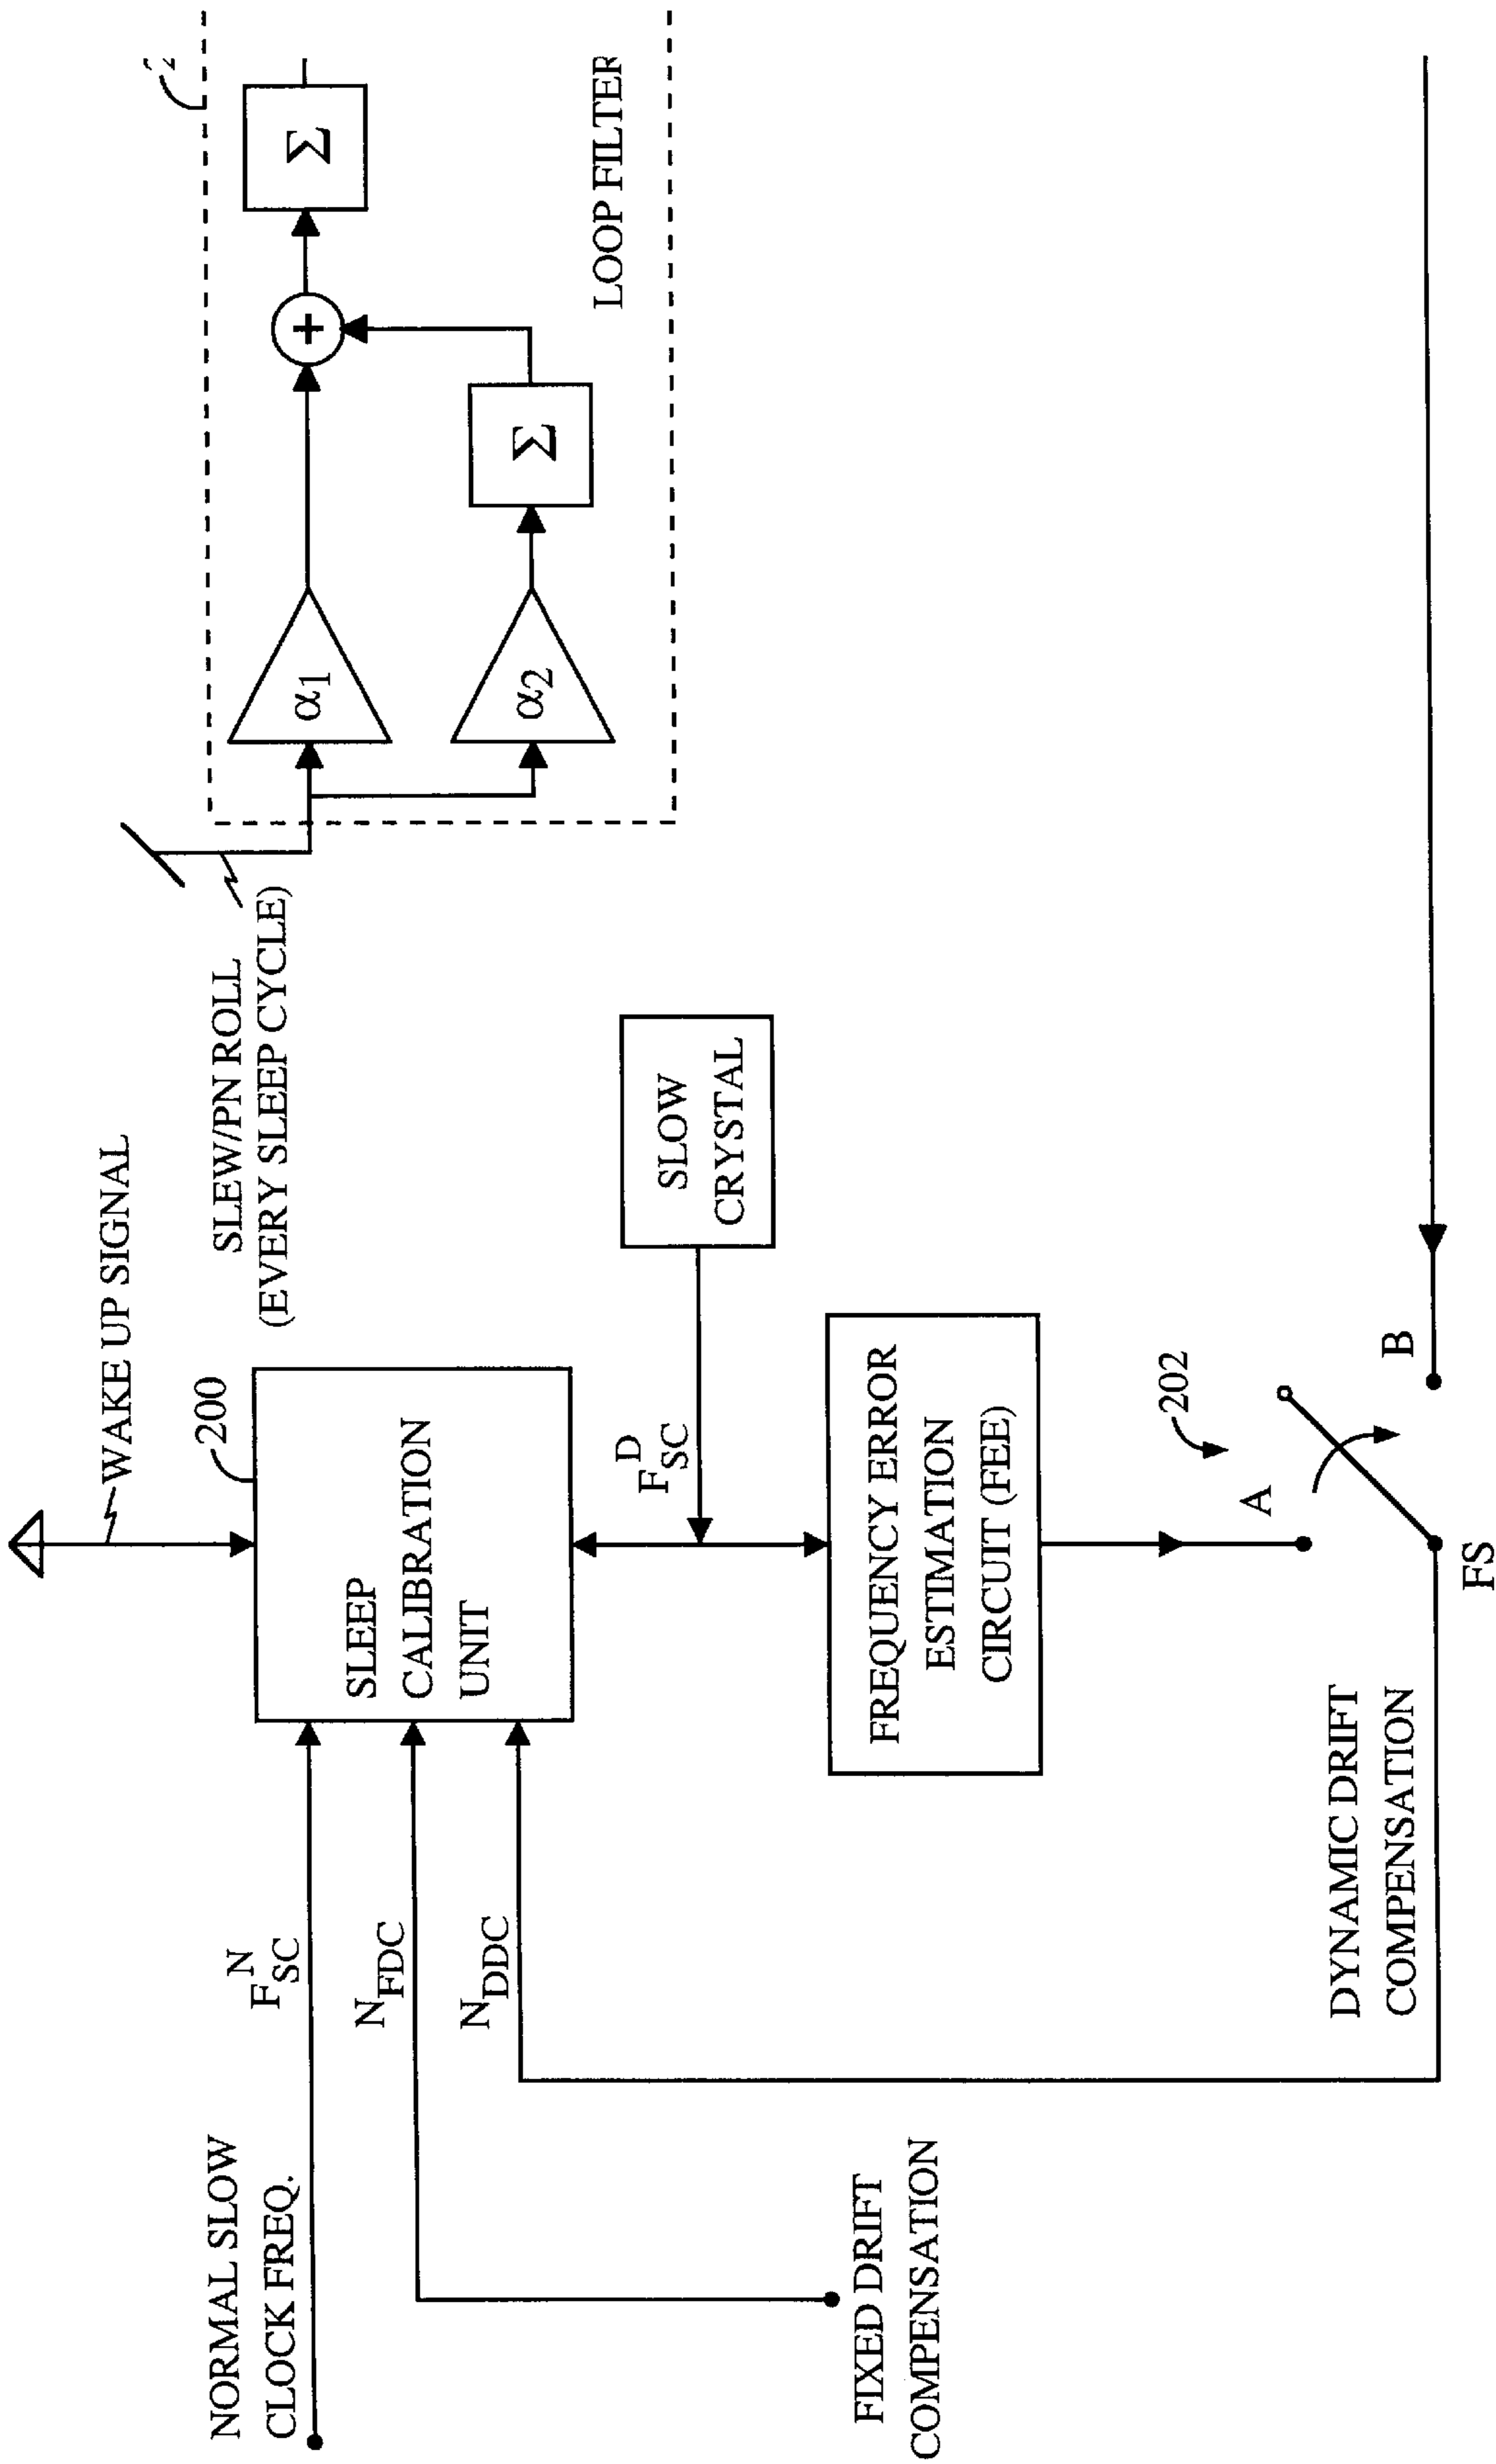 WAKE UP SIGNAL
SLEW/PN ROLL
(EVERY SLEEP CYCLE)
200
SLEEP
CALIBRATION
UNIT
NORMAL SLOW
CLOCK FREQ.
F^N_SC
N_FDC
N_DDC
FIXED DRIFT
COMPENSATION
F^D_SC
SLOW
CRYSTAL
FREQUENCY ERROR
ESTIMATION
CIRCUIT (FEE)
202
A
B
FS
DYNAMIC DRIFT
COMPENSATION
α1
α2
+
Σ
Σ
LOOP FILTER